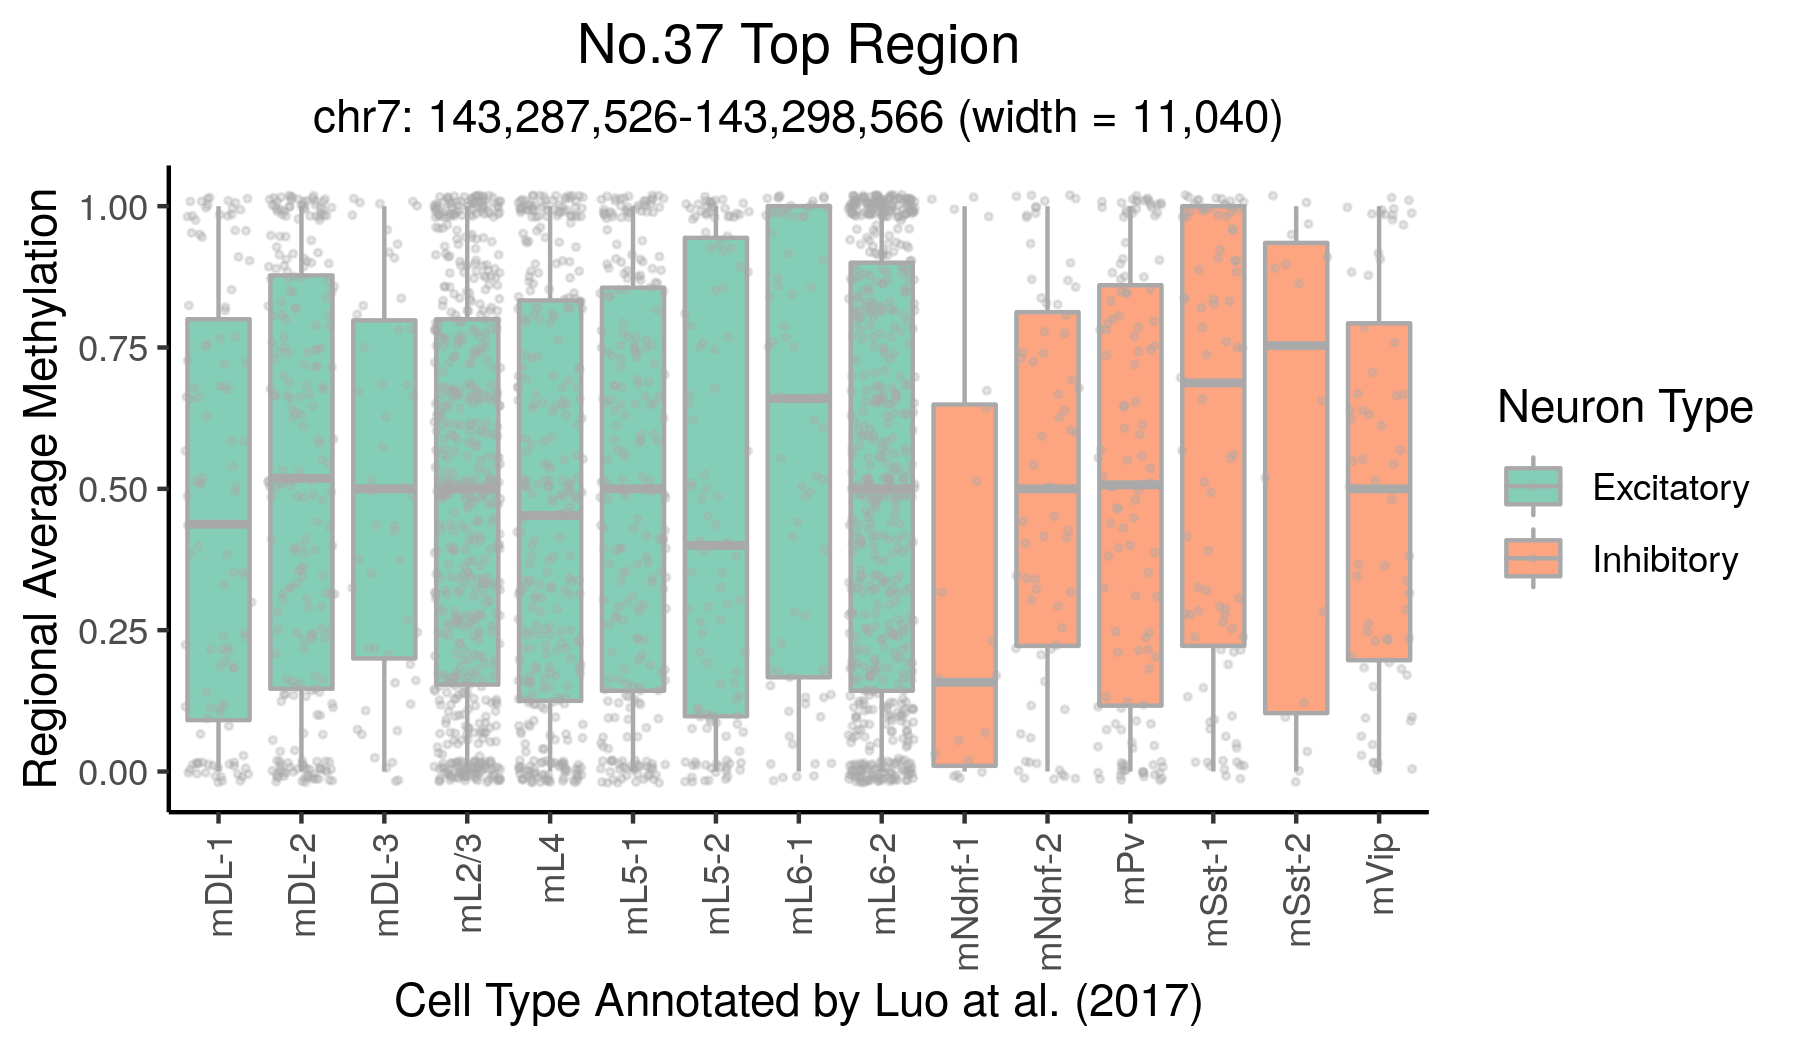 No.37 Top Region
chr7: 143,287,526-143,298,566 (width = 11,040)
Regional Average Methylation
1.00
0.75
0.50
0.25
0.00
mDL-1
mDL-2
mDL-3
mL2/3
mL4
mL5-1
mL5-2
mL6-1
mL6-2
mNdnf-1
mNdnf-2
mPv
mSst-1
mSst-2
mVip
Cell Type Annotated by Luo at al. (2017)
Neuron Type
Excitatory
Inhibitory